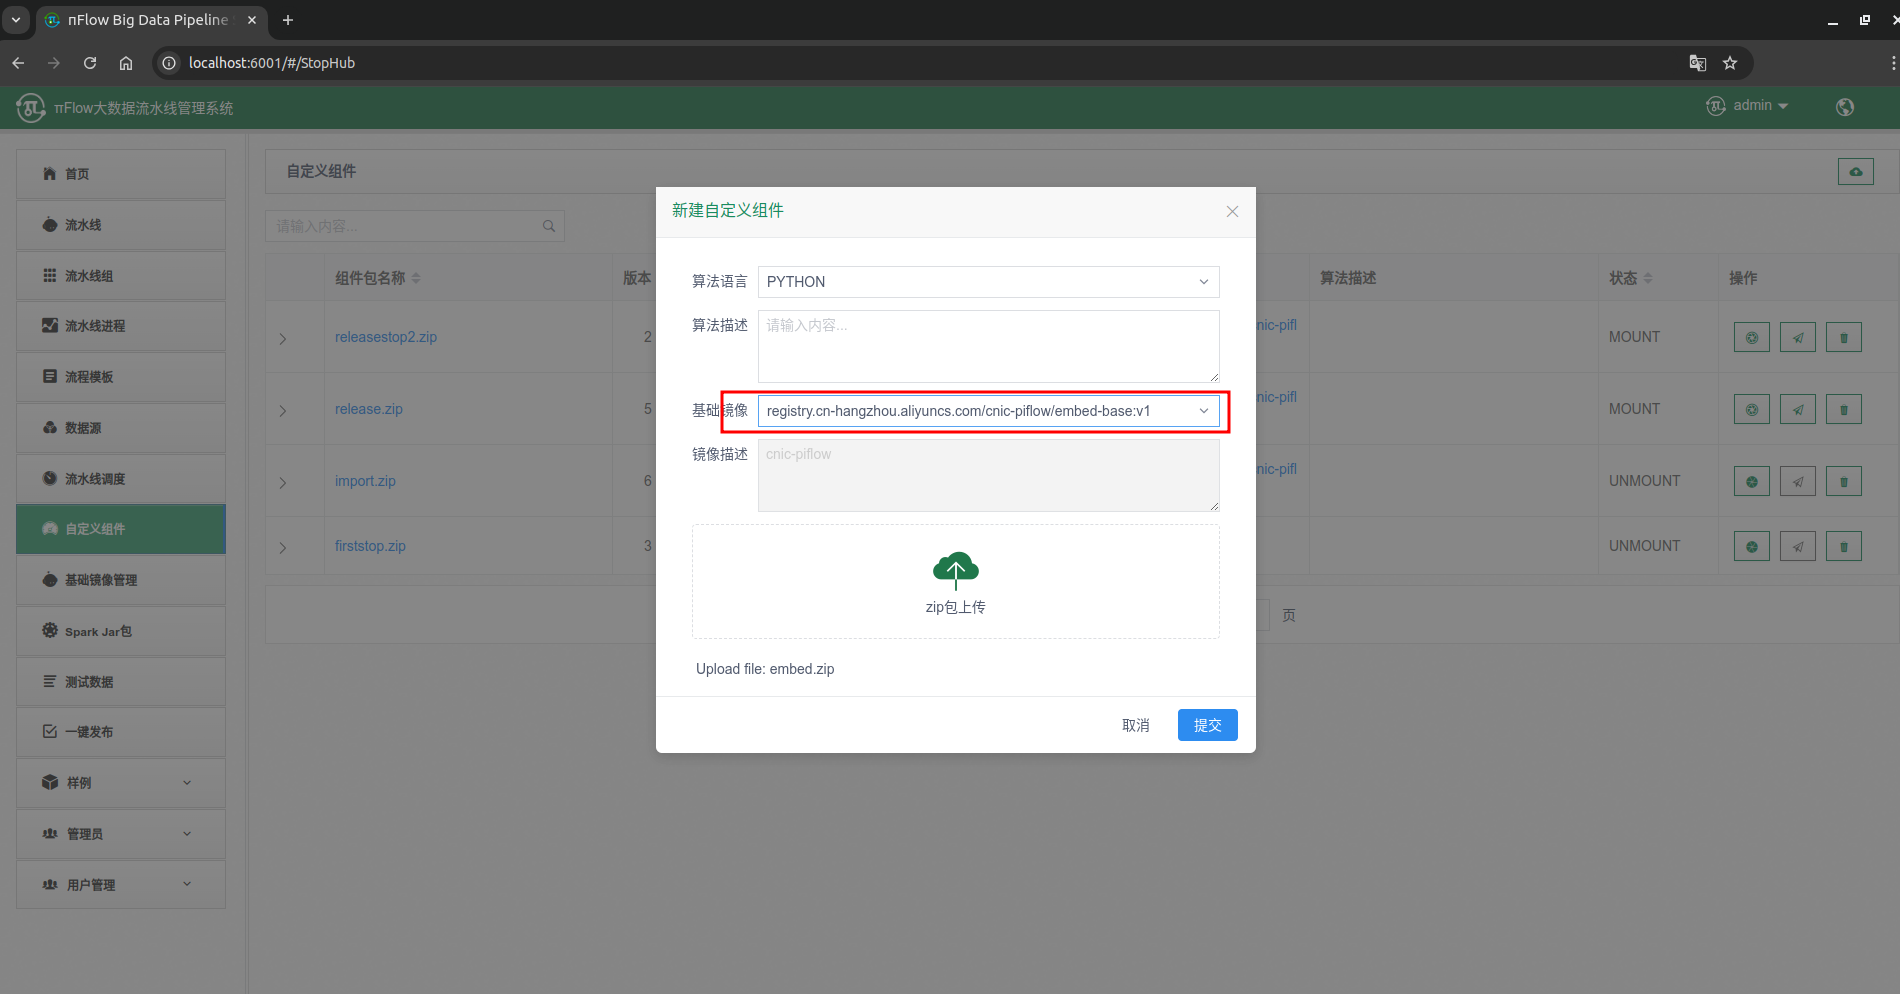 πFlow Big Data Pipeline
localhost:6001/#/StopHub
πFlow大数据流水线管理系统
admin
首页
流水线
流水线组
流水线进程
流程模板
数据源
流水线调度
自定义组件
基础镜像管理
Spark Jar包
测试数据
一键发布
样例
管理员
用户管理
自定义组件
请输入内容...
组件包名称 版本 算法描述 状态 操作
releasestop2.zip 2 cnic-pifl MOUNT
release.zip 5 cnic-pifl MOUNT
import.zip 6 cnic-pifl UNMOUNT
firststop.zip 3 UNMOUNT
页
新建自定义组件
算法语言 PYTHON
算法描述 请输入内容...
基础镜像 registry.cn-hangzhou.aliyuncs.com/cnic-piflow/embed-base:v1
镜像描述 cnic-piflow
zip包上传
Upload file: embed.zip
取消 提交